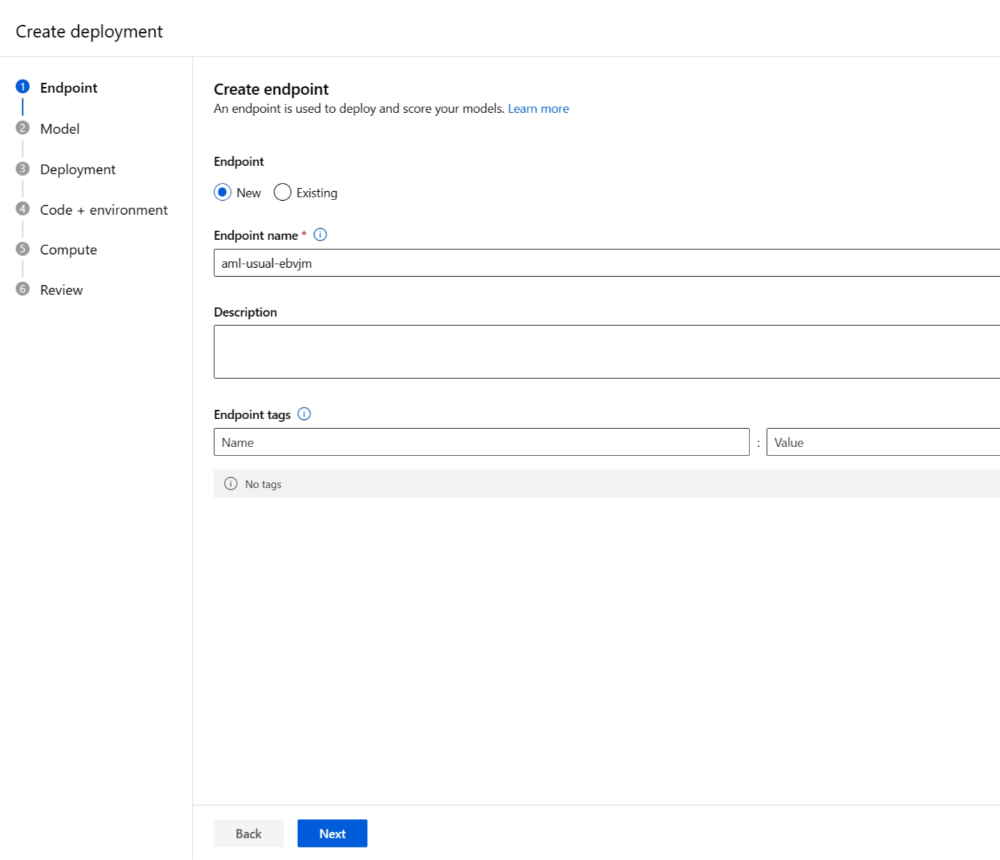 Create deployment
1 Endpoint
2 Model
3 Deployment
4 Code + environment
5 Compute
6 Review
Create endpoint
An endpoint is used to deploy and score your models. Learn more
Endpoint
New Existing
Endpoint name *
aml-usual-ebvjm
Description
Endpoint tags
Name : Value
No tags
Back Next